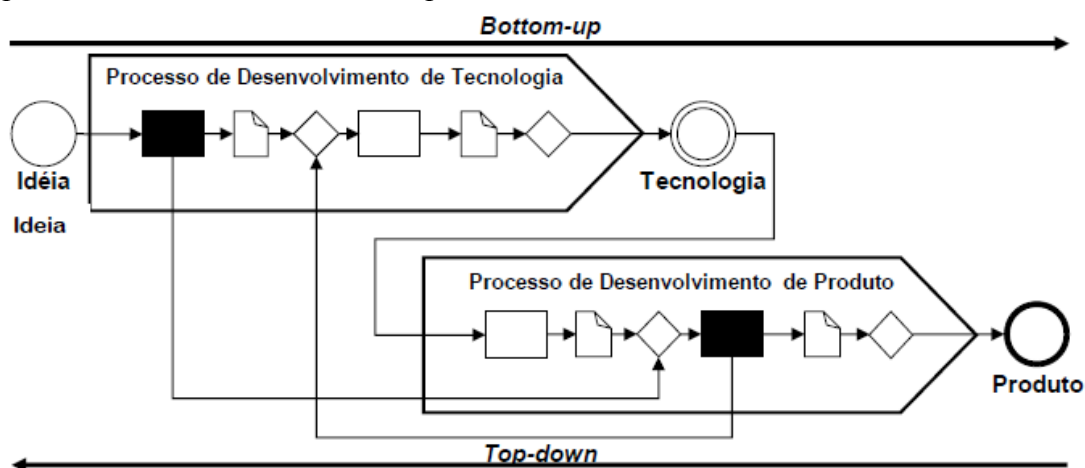 Bottom-up
Processo de Desenvolvimento de Tecnologia
Idéia
Ideia
Tecnologia
Processo de Desenvolvimento de Produto
Produto
Top-down